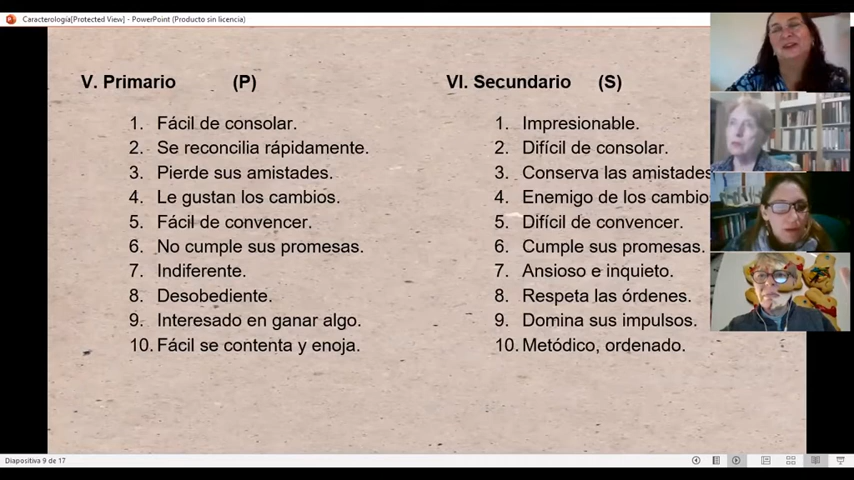 Caracterología[Protected View] - PowerPoint (Producto sin licencia)
V. Primario (P)
1. Fácil de consolar.
2. Se reconcilia rápidamente.
3. Pierde sus amistades.
4. Le gustan los cambios.
5. Fácil de convencer.
6. No cumple sus promesas.
7. Indiferente.
8. Desobediente.
9. Interesado en ganar algo.
10. Fácil se contenta y enoja.
VI. Secundario (S)
1. Impresionable.
2. Difícil de consolar.
3. Conserva las amistades
4. Enemigo de los cambio
5. Difícil de convencer.
6. Cumple sus promesas.
7. Ansioso e inquieto.
8. Respeta las órdenes.
9. Domina sus impulsos.
10. Metódico, ordenado.
Diapositiva 9 de 17